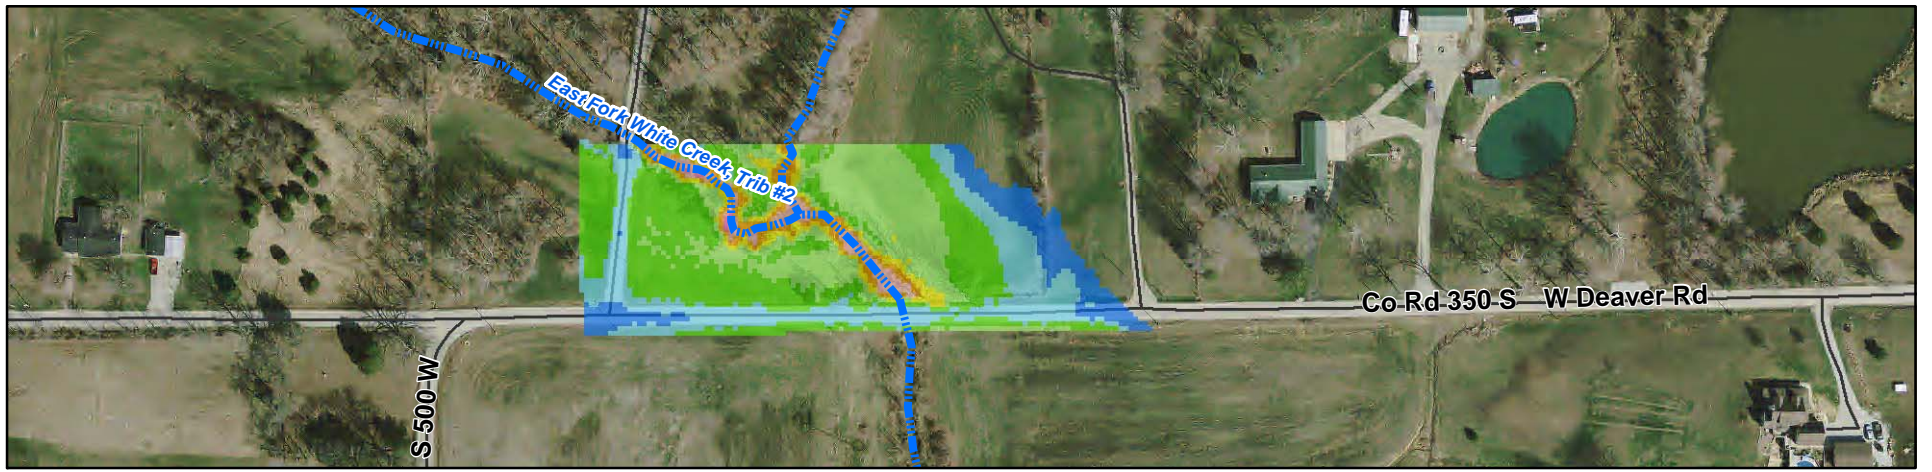 East Fork White Creek, Trib #2
Co Rd 350 S    W Deaver Rd
S 500 W